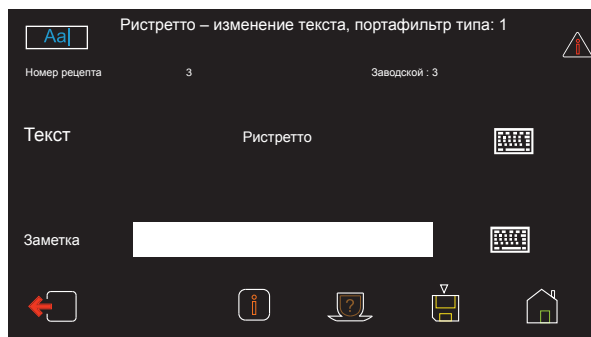 Aa
Ристретто – изменение текста, портафильтр типа: 1
Номер рецепта 3 Заводской : 3
Текст Ристретто
Заметка
?